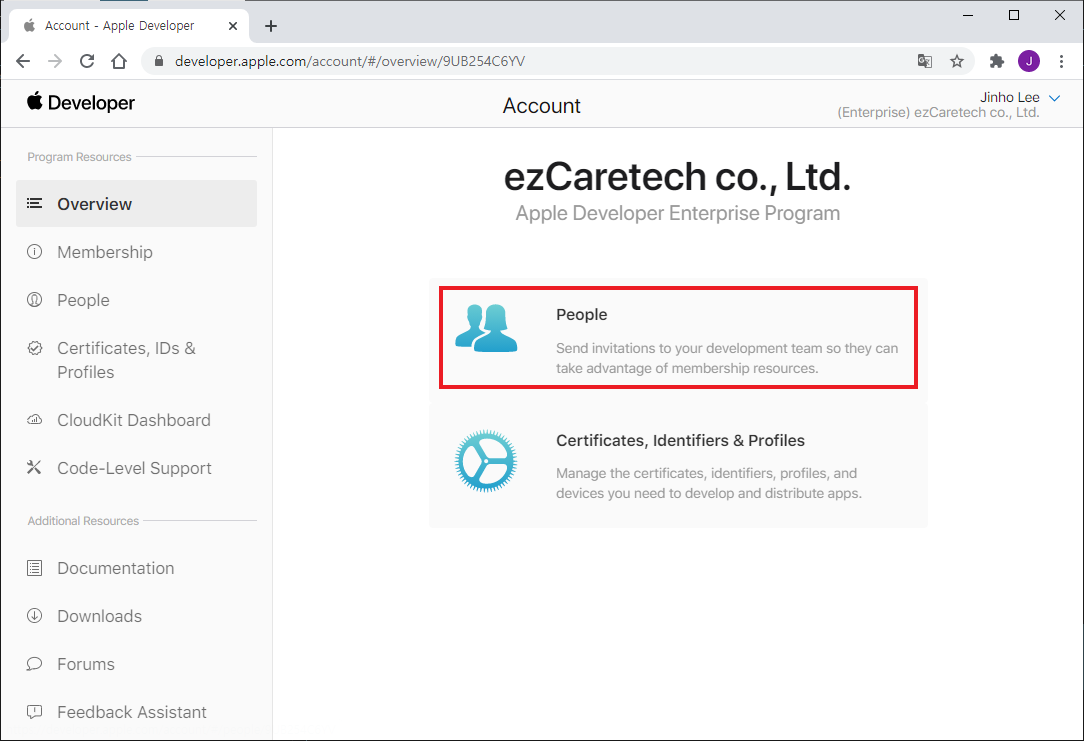 Account - Apple Developer
developer.apple.com/account/#/overview/9UB254C6YV
J
Developer
Account
Jinho Lee
(Enterprise) ezCaretech co., Ltd.
Program Resources
Overview
Membership
People
Certificates, IDs &
Profiles
CloudKit Dashboard
Code-Level Support
Additional Resources
Documentation
Downloads
Forums
Feedback Assistant
ezCaretech co., Ltd.
Apple Developer Enterprise Program
People
Send invitations to your development team so they can
take advantage of membership resources.
Certificates, Identifiers & Profiles
Manage the certificates, identifiers, profiles, and
devices you need to develop and distribute apps.